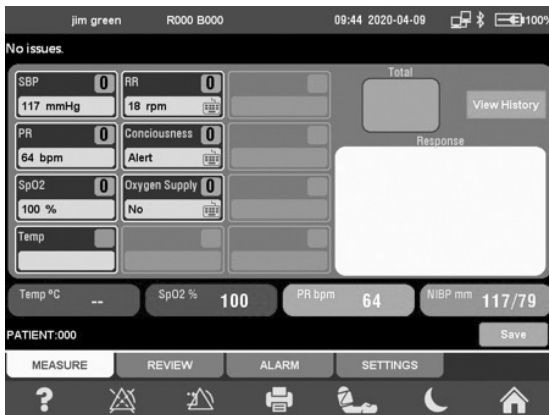 jim green R000 B000 09:44 2020-04-09 100%
No issues.
SBP 0 RR 0 Total
117 mmHg 18 rpm View History
PR 0 Conciousness 0 Response
64 bpm Alert
SpO2 0 Oxygen Supply 0
100 % No
Temp
Temp ºC -- SpO2 % 100 PR bpm 64 NIBP mm 117/79
PATIENT:000 Save
MEASURE REVIEW ALARM SETTINGS
?